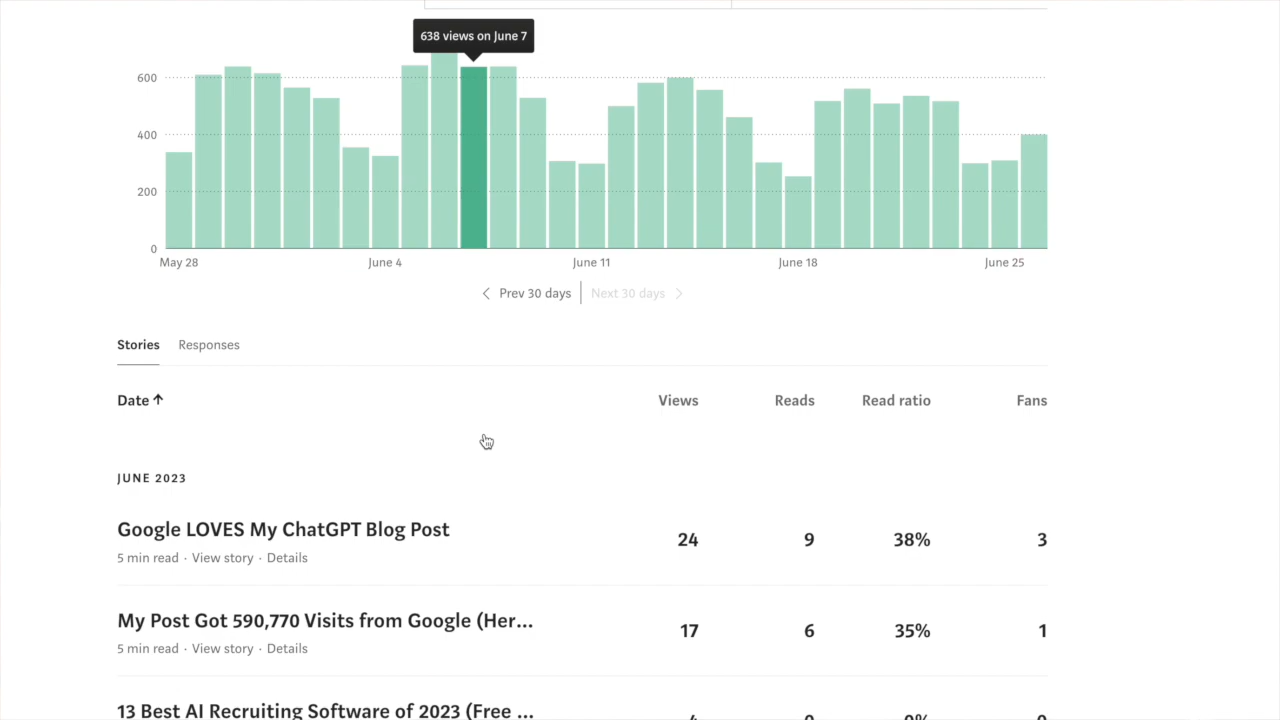 638 views on June 7
600
400
200
0
May 28 June 4 June 11 June 18 June 25
Prev 30 days Next 30 days
Stories Responses
Date Views Reads Read ratio Fans
JUNE 2023
Google LOVES My ChatGPT Blog Post 24 9 38% 3
5 min read · View story · Details
My Post Got 590,770 Visits from Google (Her... 17 6 35% 1
5 min read · View story · Details
13 Best AI Recruiting Software of 2023 (Free ...